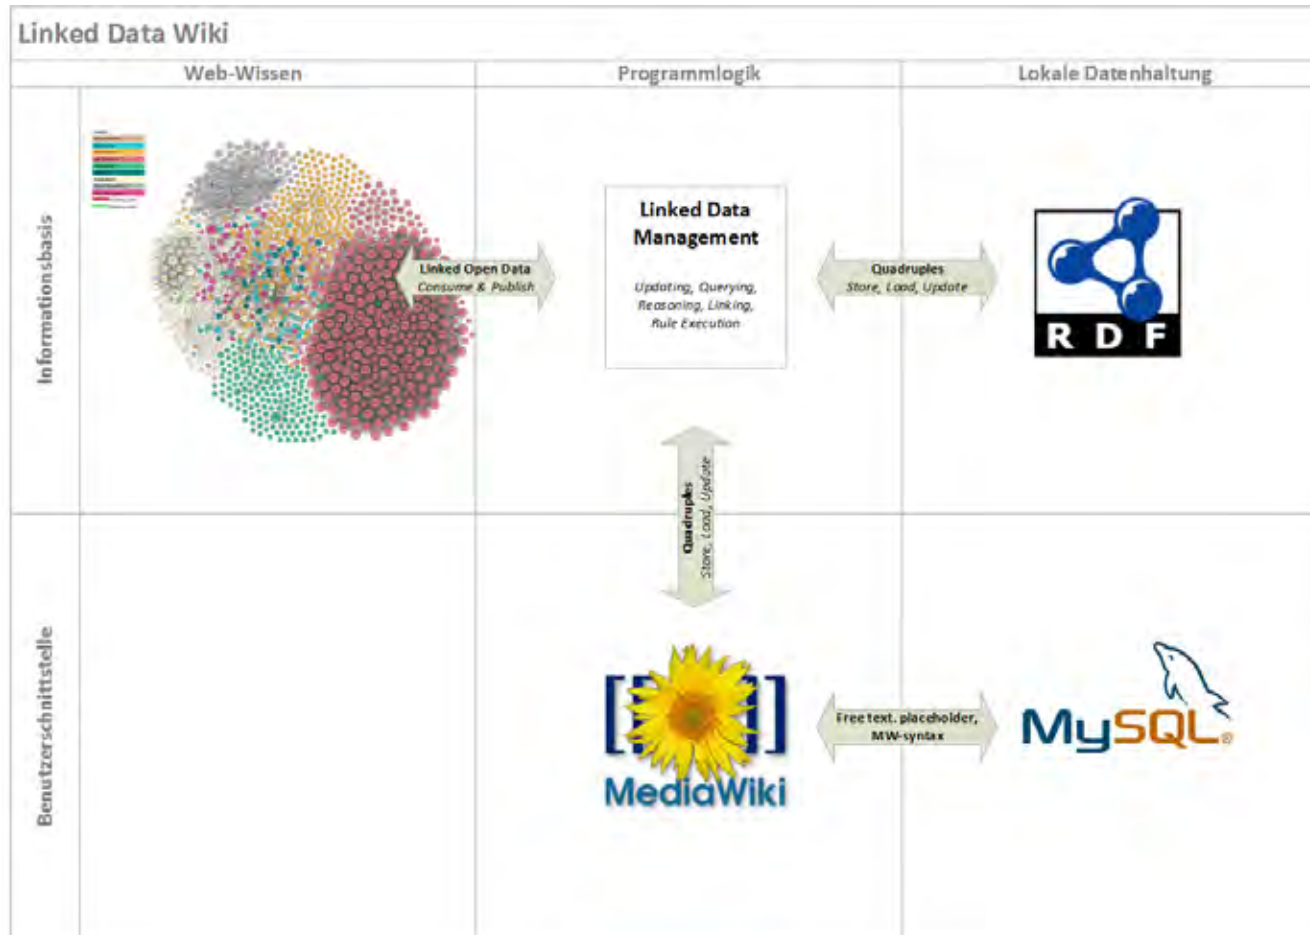 Linked Data Wiki
Web-Wissen
Programmlogik
Lokale Datenhaltung
Informationsbasis
Linked Open Data
Consume & Publish
Linked Data
Management
Updating, Querying,
Reasoning, Linking,
Rule Execution
Quadruples
Store, Load, Update
RDF
Quadruples
Store, Load, Update
Benutzerschnittstelle
[[ ]]
MediaWiki
Free text. placeholder,
MW-syntax
MySQL®